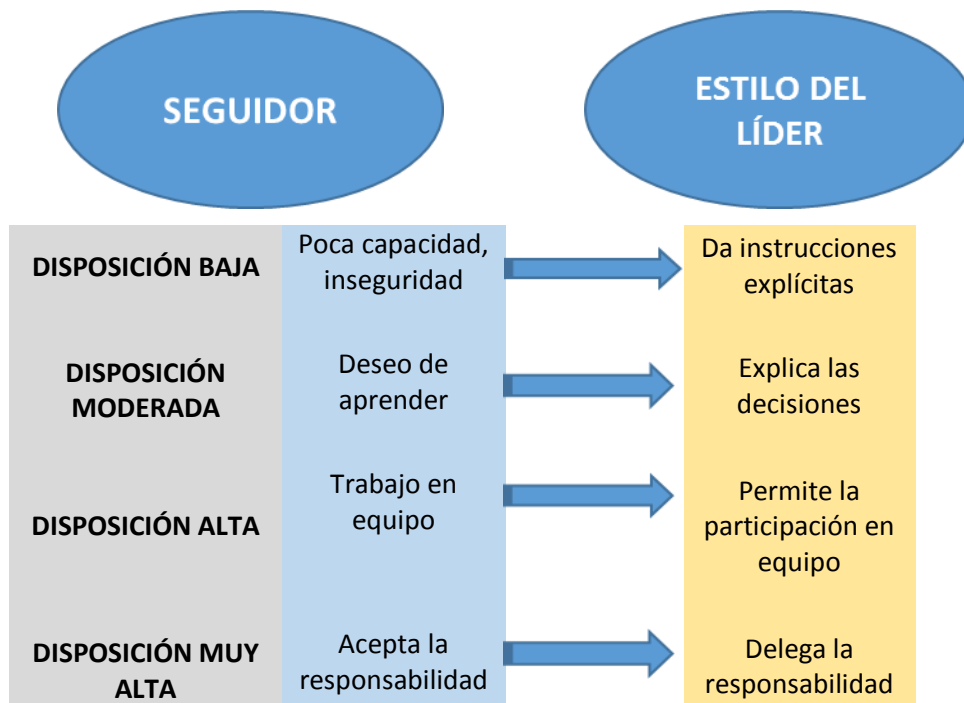 SEGUIDOR
ESTILO DEL
LÍDER
DISPOSICIÓN BAJA
Poca capacidad,
inseguridad
Da instrucciones
explícitas
DISPOSICIÓN
MODERADA
Deseo de
aprender
Explica las
decisiones
DISPOSICIÓN ALTA
Trabajo en
equipo
Permite la
participación en
equipo
DISPOSICIÓN MUY
ALTA
Acepta la
responsabilidad
Delega la
responsabilidad